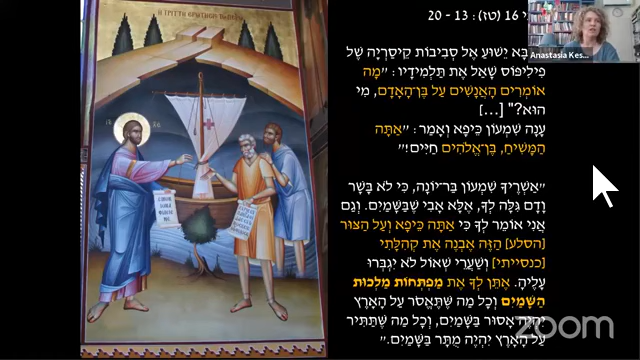 16 (טז): 13 - 20
בָּא יֵשׁוּעַ אֶל סְבִיבוֹת קֵיסַרְיָה שֶׁל
פִילִיפּוֹס שָׁאַל אֶת תַּלְמִידָיו: "מָה
אוֹמְרִים הָאֲנָשִׁים עַל בֶּן־הָאָדָם, מִי
הוּא?" [...]
עָנָה שִׁמְעוֹן כֵּיפָא וְאָמַר: "אַתָּה
הַמָּשִׁיחַ, בֶּן־אֱלֹהִים חַיִּים!"
"אַשְׁרֶיךָ שִׁמְעוֹן בַּר־יוֹנָה, כִּי לֹא בָּשָׂר
וָדָם גִּלָּה לְךָ, אֶלָּא אָבִי שֶׁבַּשָּׁמַיִם. וְגַם
אֲנִי אוֹמֵר לְךָ כִּי אַתָּה כֵּיפָא וְעַל הַצּוּר
[הסלע] הַזֶּה אֶבְנֶה אֶת קְהִלָּתִי
[כנסייתי] וְשַׁעֲרֵי שְׁאוֹל לֹא יִגְבְּרוּ
עָלֶיהָ. אֶתֵּן לְךָ אֶת מַפְתְּחוֹת מַלְכוּת
הַשָּׁמַיִם וְכָל מַה שֶּׁתֶּאֱסֹר עַל הָאָרֶץ
יִהְיֶה אָסוּר בַּשָּׁמַיִם, וְכָל מַה שֶּׁתַּתִּיר
עַל הָאָרֶץ יִהְיֶה מֻתָּר בַּשָּׁמַיִם."
Anastasia Kes...
zoom